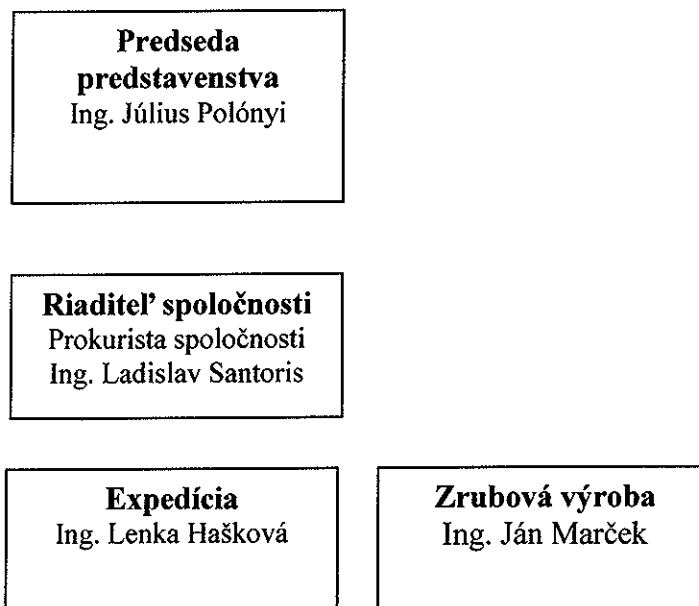 Predseda
predstavenstva
Ing. Július Polónyi
Riaditeľ spoločnosti
Prokurista spoločnosti
Ing. Ladislav Santoris
Expedícia
Ing. Lenka Hašková
Zrubová výroba
Ing. Ján Marček